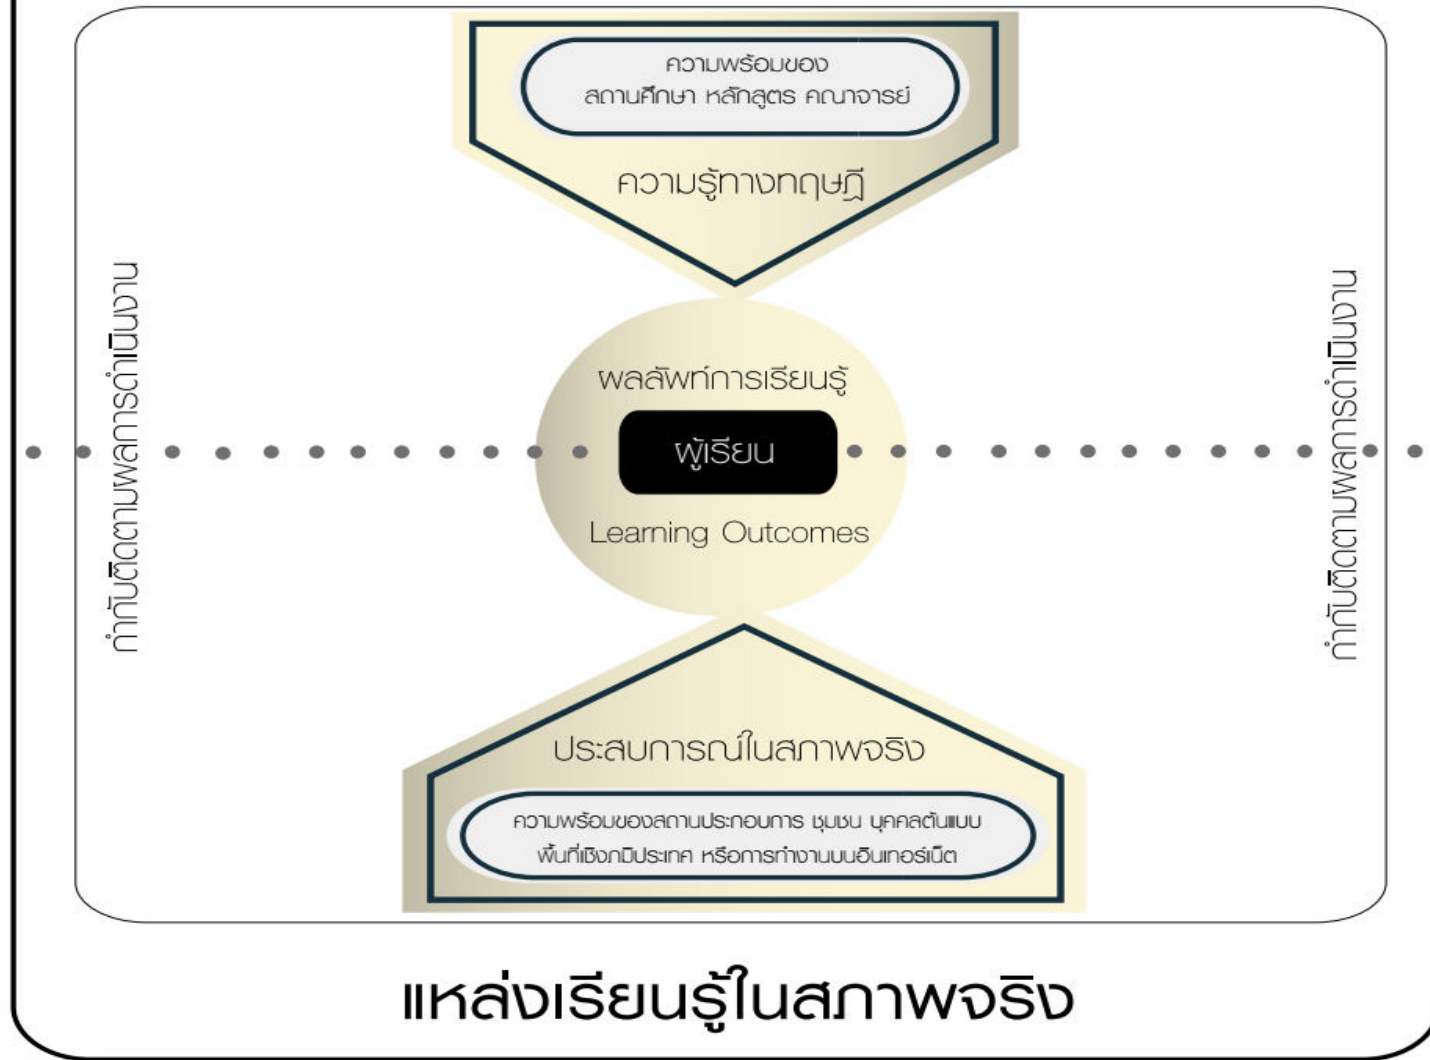 ความพร้อมของ
สถานศึกษา หลักสูตร คณาจารย์
ความรู้ทางทฤษฎี
กำกับติดตามผลการดำเนินงาน
กำกับติดตามผลการดำเนินงาน
ผลลัพท์การเรียนรู้
ผู้เรียน
Learning Outcomes
ประสบการณ์ในสภาพจริง
ความพร้อมของสถานประกอบการ ชุมชน บุคคลต้นแบบ
พื้นที่เชิงภูมิประเทศ หรือการทำงานบนอินเทอร์เน็ต
แหล่งเรียนรู้ในสภาพจริง